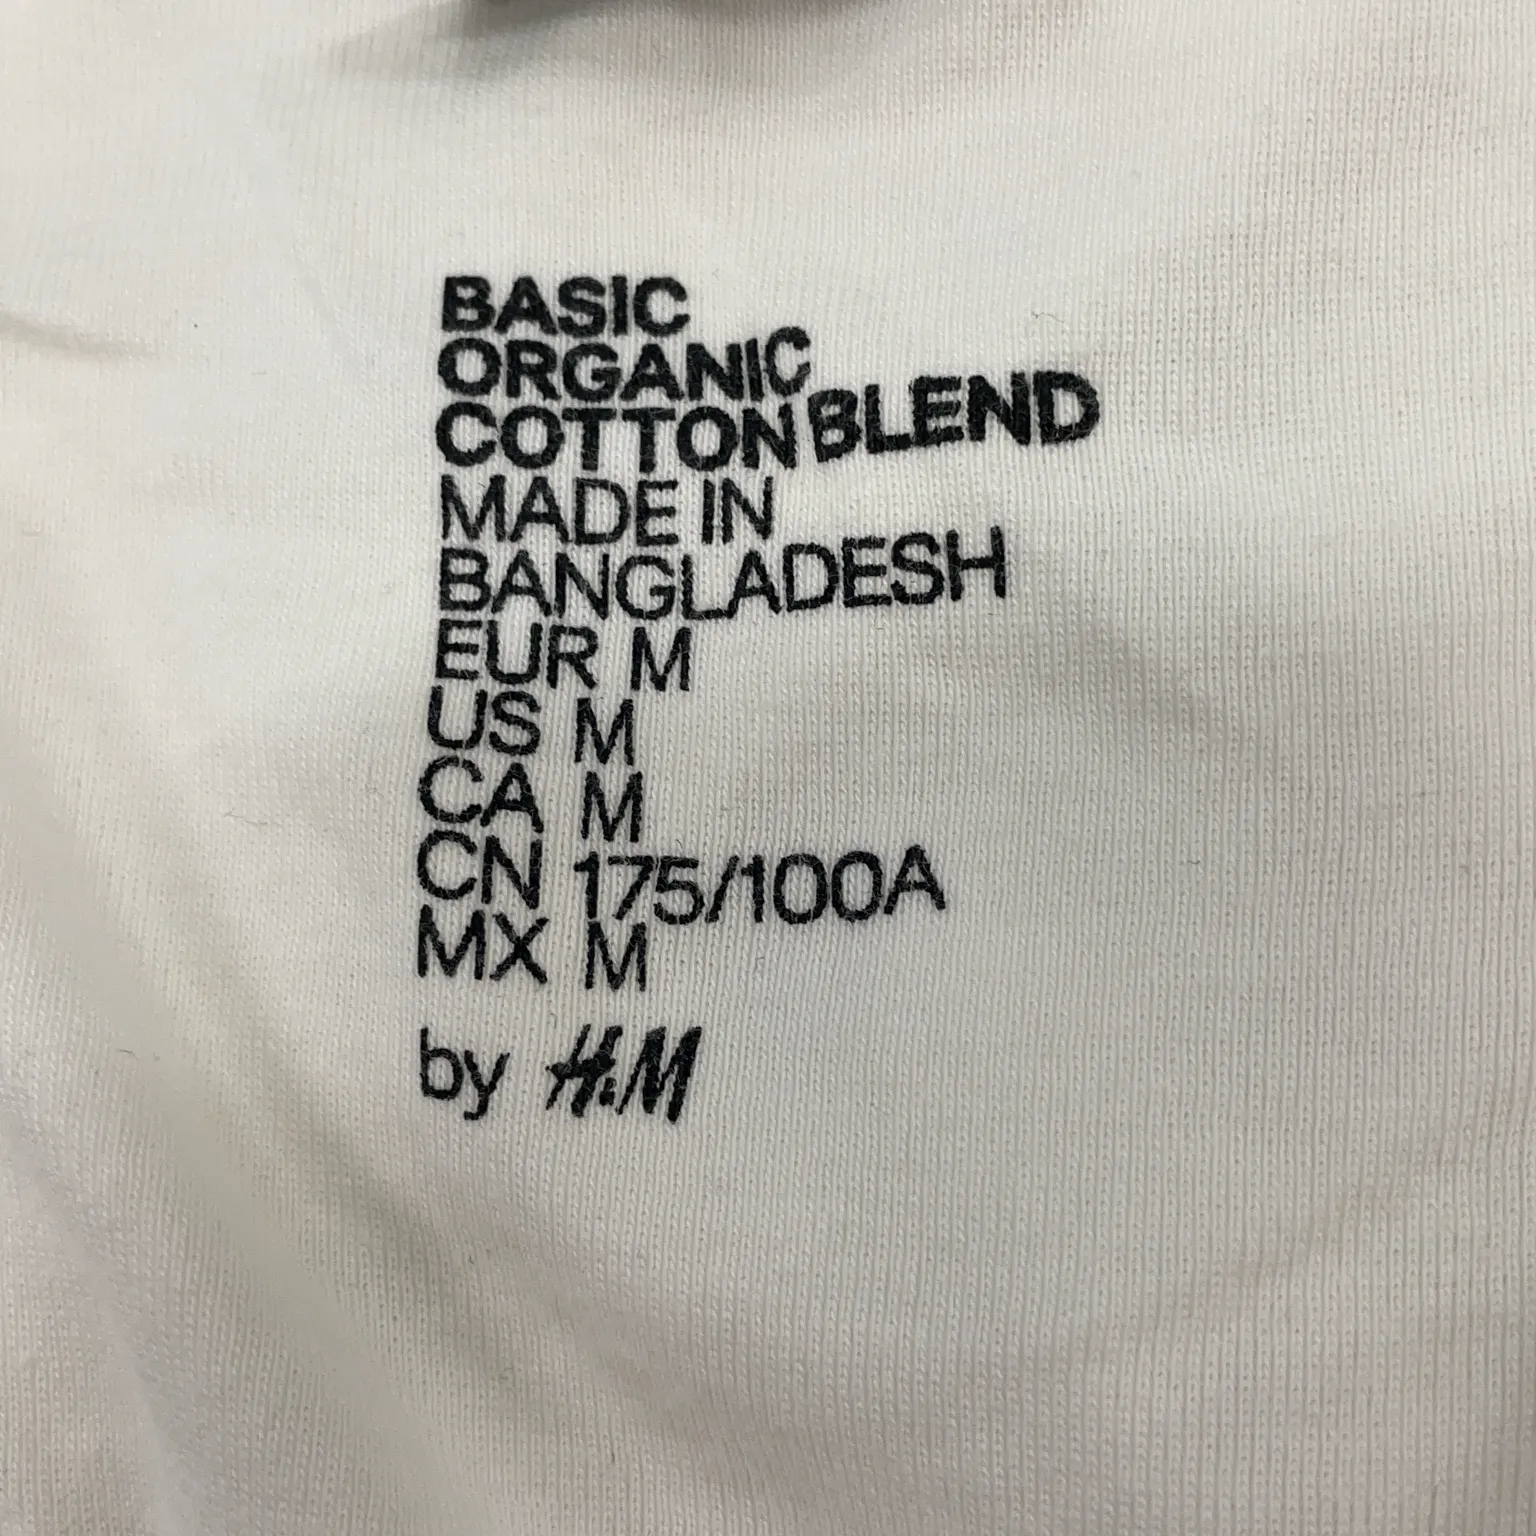 BASIC
ORGANIC
COTTON BLEND
MADE IN
BANGLADESH
EUR M
US M
CA M
CN 175/100A
MX M
by H&M